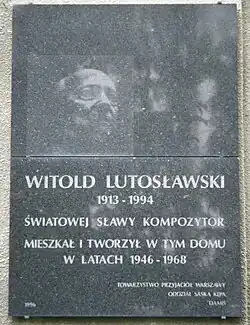 WITOLD LUTOSŁAWSKI
1913 - 1994
ŚWIATOWEJ SŁAWY KOMPOZYTOR
MIESZKAŁ I TWORZYŁ W TYM DOMU
W LATACH 1946 - 1968
TOWARZYSTWO PRZYJACIÓŁ WARSZAWY
ODDZIAŁ SASKA KĘPA
1996